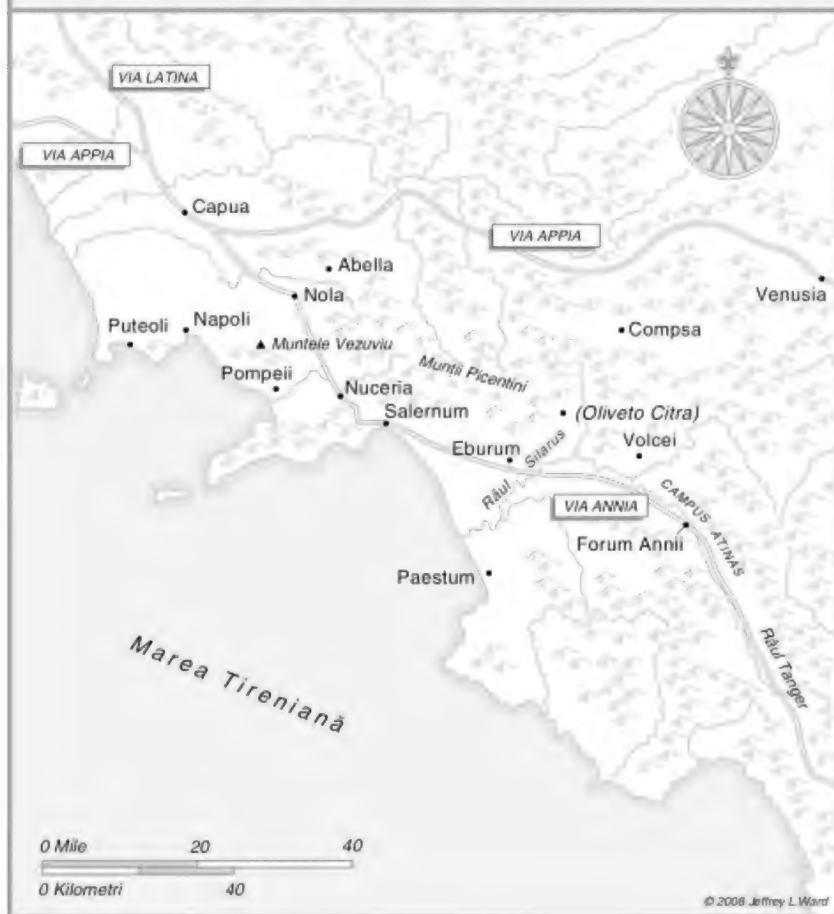 VIA LATINA
VIA APPIA
Capua
VIA APPIA
Abella
Venusia
Nola
Puteoli
Napoli
Compsa
Muntele Vezuviu
Munții Picentini
Pompeii
Nuceria
Salernum
(Oliveto Citra)
Eburum
Volcei
Râul Silarus
VIA ANNIA
CAMPUS ATINAS
Forum Annii
Paestum
Râul Tanger
Marea Tireniană
0 Mile 20 40
0 Kilometri 40
© 2008 Jeffrey L.Ward